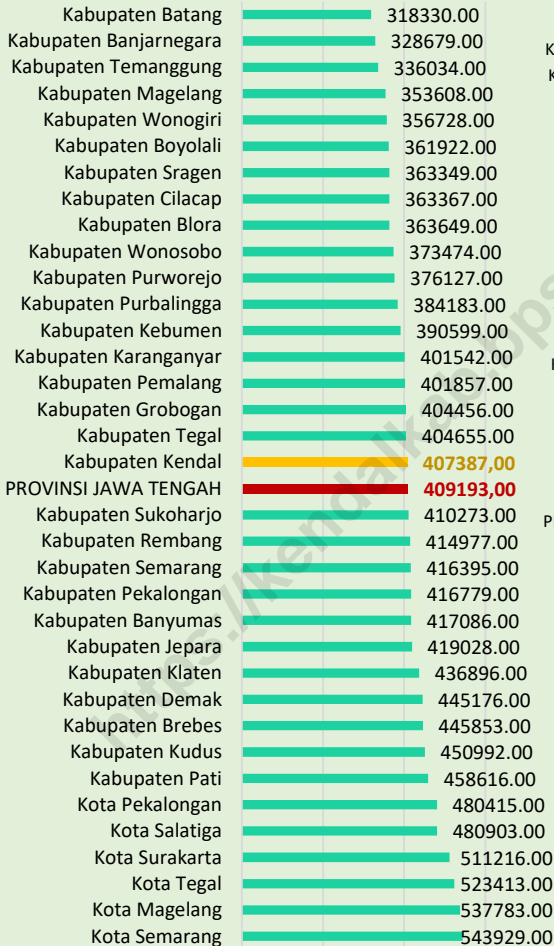 Kabupaten Batang 318330.00
Kabupaten Banjarnegara 328679.00
Kabupaten Temanggung 336034.00
Kabupaten Magelang 353608.00
Kabupaten Wonogiri 356728.00
Kabupaten Boyolali 361922.00
Kabupaten Sragen 363349.00
Kabupaten Cilacap 363367.00
Kabupaten Blora 363649.00
Kabupaten Wonosobo 373474.00
Kabupaten Purworejo 376127.00
Kabupaten Purbalingga 384183.00
Kabupaten Kebumen 390599.00
Kabupaten Karanganyar 401542.00
Kabupaten Pemalang 401857.00
Kabupaten Grobogan 404456.00
Kabupaten Tegal 404655.00
Kabupaten Kendal 407387,00
PROVINSI JAWA TENGAH 409193,00
Kabupaten Sukoharjo 410273.00
Kabupaten Rembang 414977.00
Kabupaten Semarang 416395.00
Kabupaten Pekalongan 416779.00
Kabupaten Banyumas 417086.00
Kabupaten Jepara 419028.00
Kabupaten Klaten 436896.00
Kabupaten Demak 445176.00
Kabupaten Brebes 445853.00
Kabupaten Kudus 450992.00
Kabupaten Pati 458616.00
Kota Pekalongan 480415.00
Kota Salatiga 480903.00
Kota Surakarta 511216.00
Kota Tegal 523413.00
Kota Magelang 537783.00
Kota Semarang 543929.00
https://kendalkab.bps